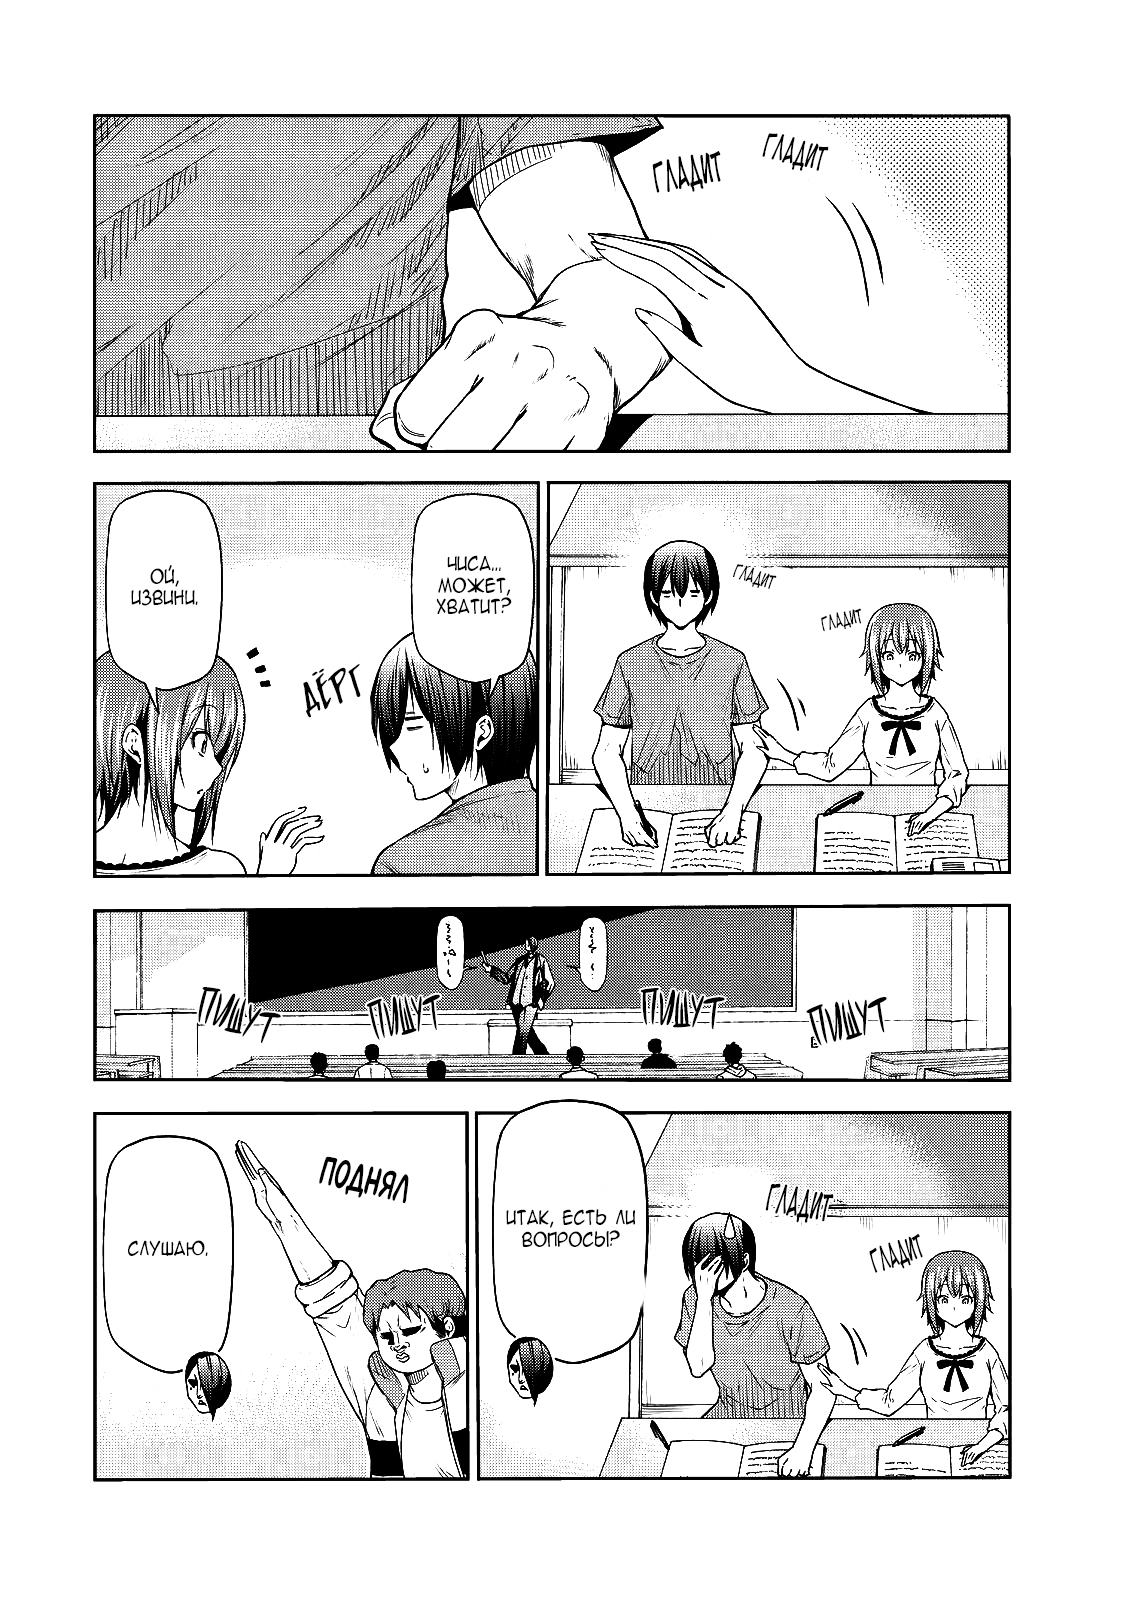 ГЛАДИТ
ГЛАДИТ
ГЛАДИТ
ГЛАДИТ
ЧИСА...
МОЖЕТ,
ХВАТИТ?
ДЁРГ
ОЙ,
ИЗВИНИ.
ПИШУТ
ПИШУТ
ПИШУТ
ПИШУТ
ГЛАДИТ
ГЛАДИТ
ИТАК, ЕСТЬ ЛИ
ВОПРОСЫ?
ПОДНЯЛ
СЛУШАЮ.